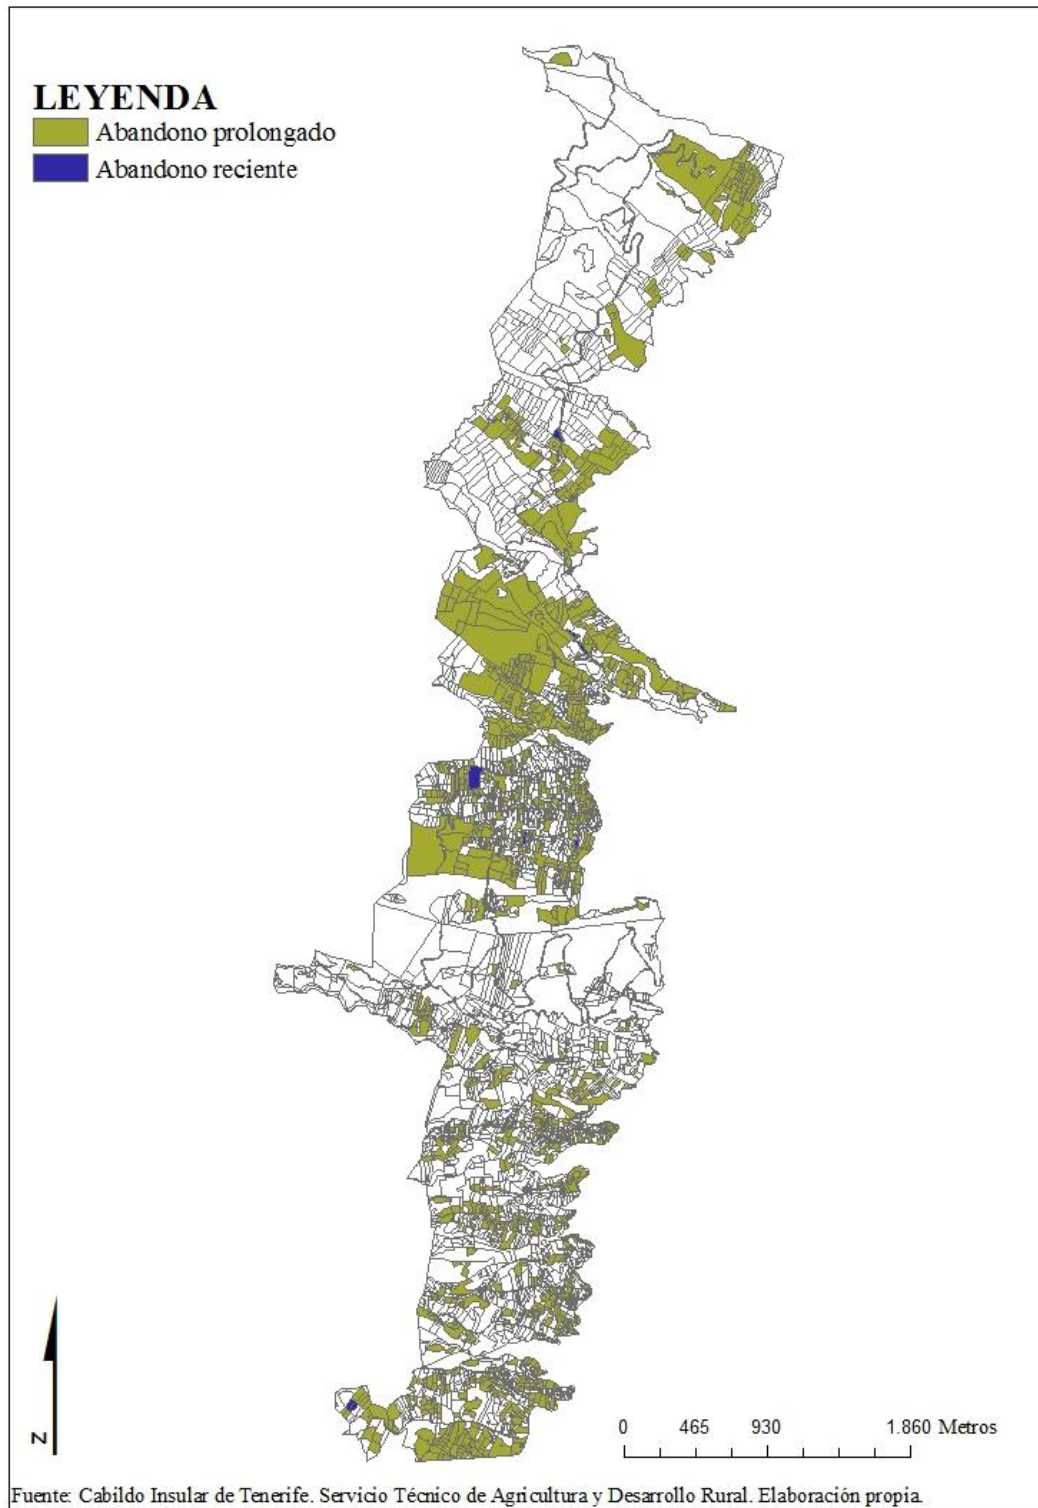 LEYENDA
Abandono prolongado
Abandono reciente
N
0 465 930 1.860 Metros
Fuente: Cabildo Insular de Tenerife. Servicio Técnico de Agricultura y Desarrollo Rural. Elaboración propia.